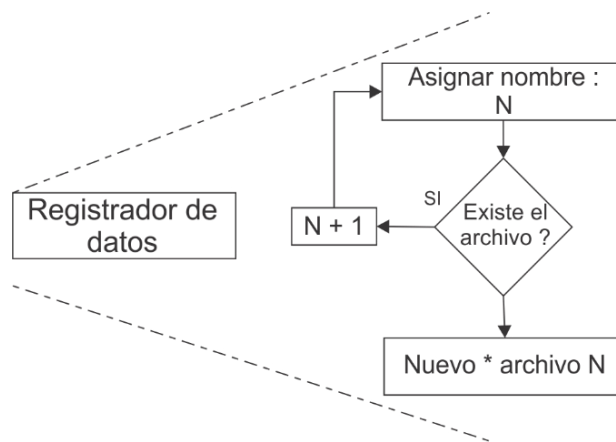 Asignar nombre :
N
Registrador de
datos
SI
N + 1
Existe el
archivo ?
Nuevo * archivo N